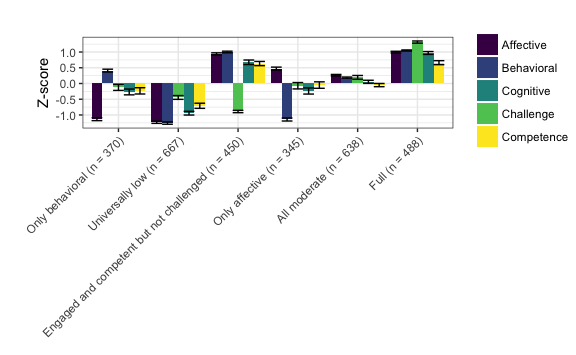 Z-score
1.0
0.5
0.0
-0.5
-1.0
Only behavioral (n = 370)
Universally low (n = 667)
Engaged and competent but not challenged (n = 450)
Only affective (n = 345)
All moderate (n = 638)
Full (n = 488)
Affective
Behavioral
Cognitive
Challenge
Competence